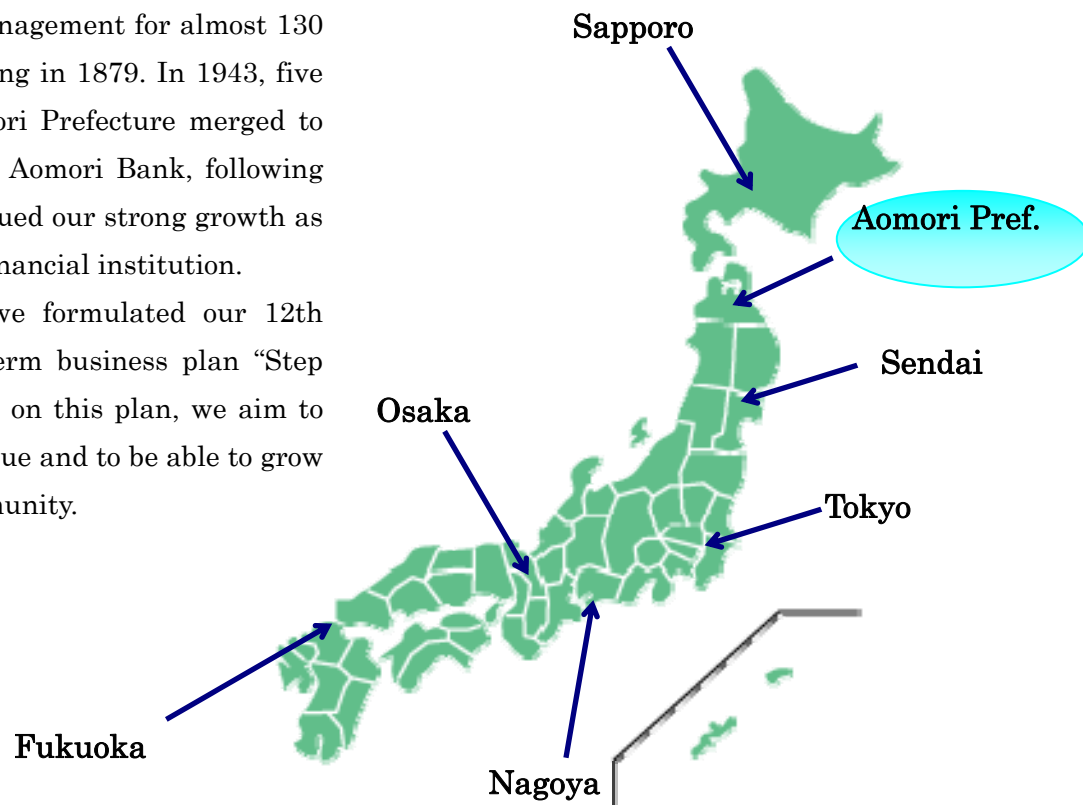 nagement for almost 130
ng in 1879. In 1943, five
ori Prefecture merged to
Aomori Bank, following
ued our strong growth as
nancial institution.
we formulated our 12th
erm business plan “Step
on this plan, we aim to
ue and to be able to grow
unity.
Sapporo
Aomori Pref.
Sendai
Osaka
Tokyo
Fukuoka
Nagoya